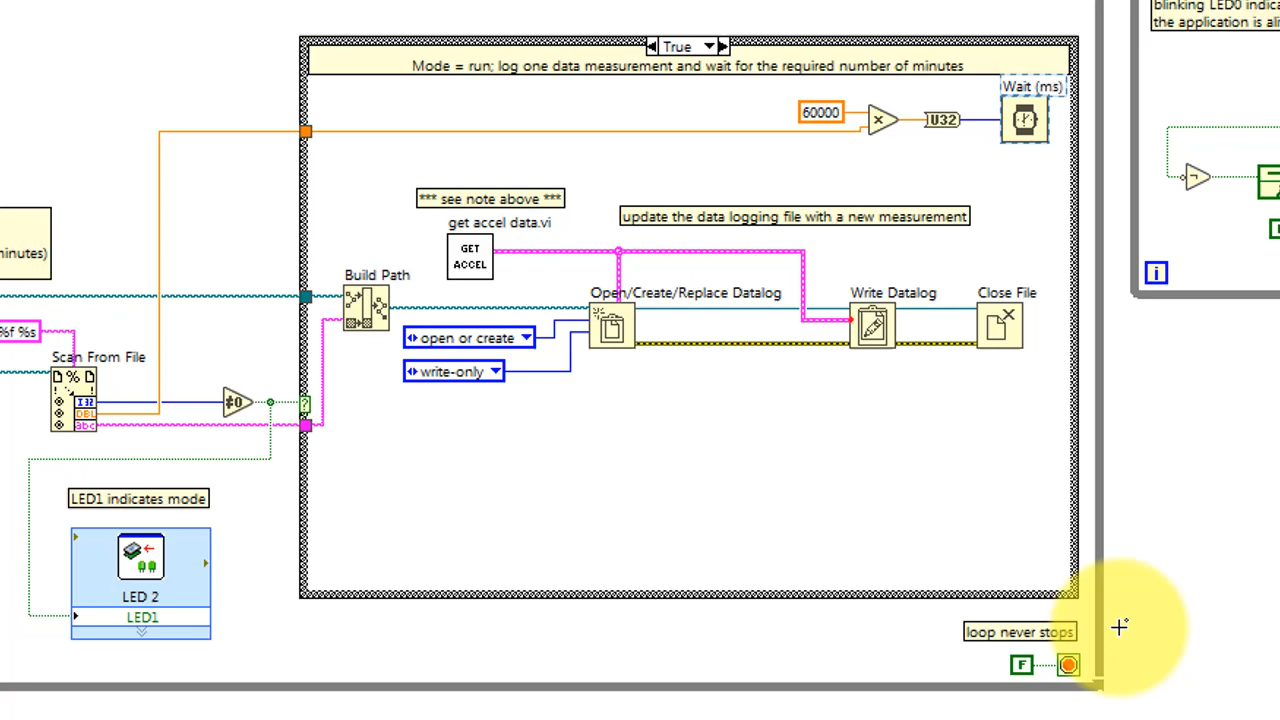 blinking LED0 indica
the application is ali
True
Mode = run; log one data measurement and wait for the required number of minutes
Wait (ms)
60000
U32
*** see note above ***
update the data logging file with a new measurement
get accel data.vi
GET
ACCEL
minutes)
Build Path
Open/Create/Replace Datalog
Write Datalog
Close File
i
%f %s
open or create
Scan From File
write-only
I32
DBL
abc
≠0
?
LED1 indicates mode
LED 2
LED1
loop never stops
F